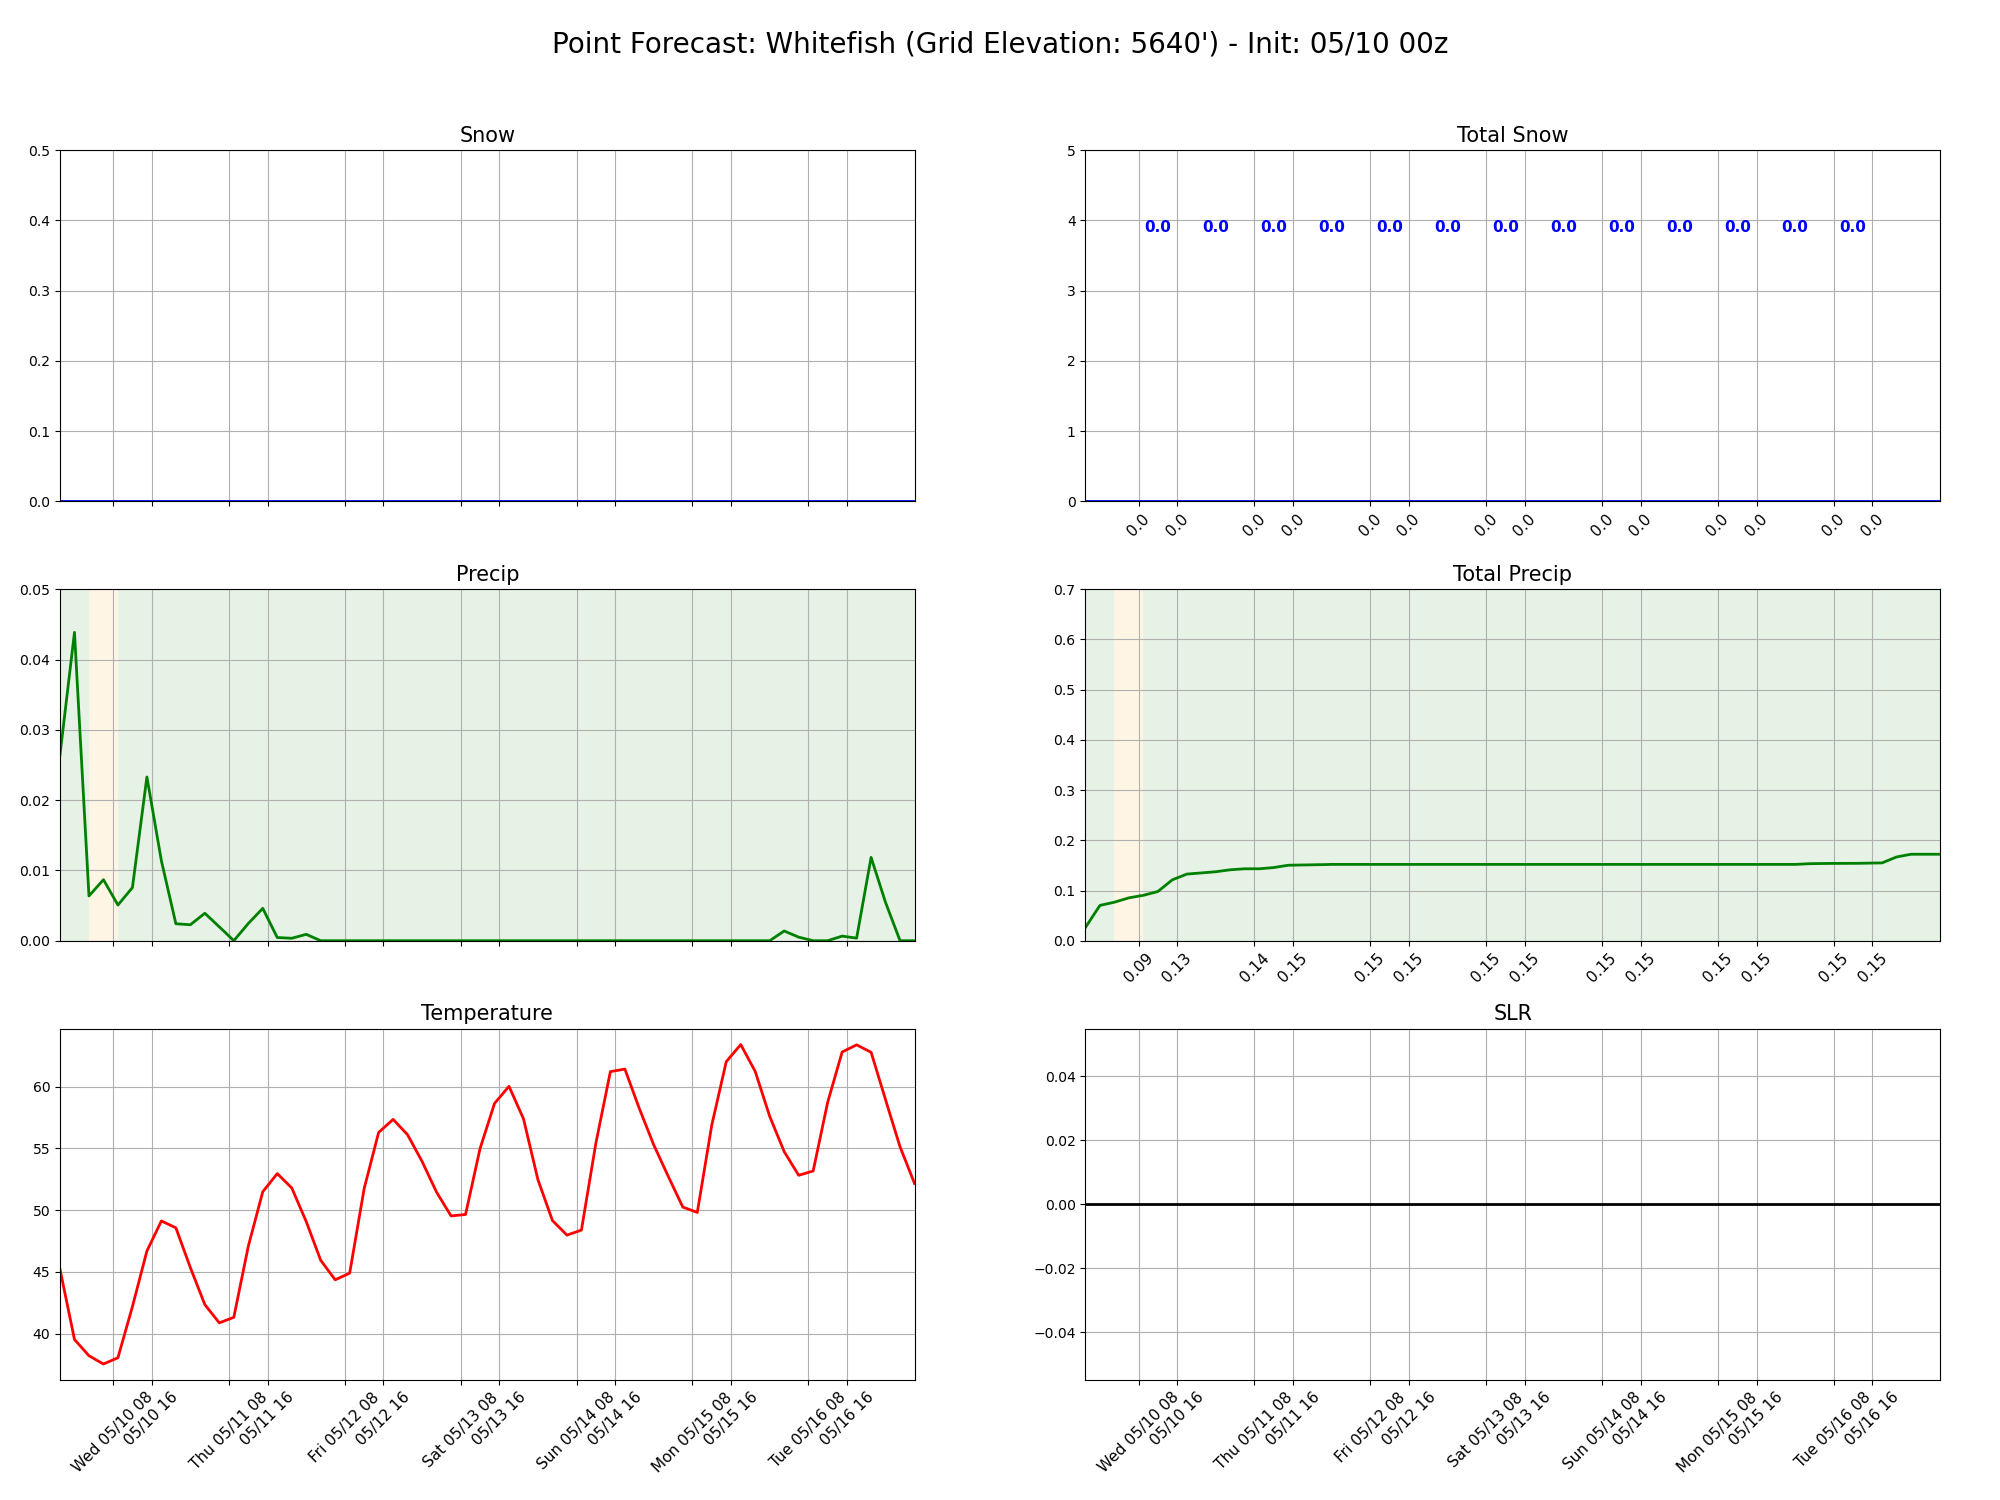 Point Forecast: Whitefish (Grid Elevation: 5640') - Init: 05/10 00z
Snow
0.5
0.4
0.3
0.2
0.1
0.0
Total Snow
5
4
3
2
1
0
0.0 0.0 0.0 0.0 0.0 0.0 0.0 0.0 0.0 0.0 0.0 0.0 0.0
0.0 0.0 0.0 0.0 0.0 0.0 0.0 0.0 0.0 0.0 0.0 0.0 0.0 0.0
Precip
0.05
0.04
0.03
0.02
0.01
0.00
Total Precip
0.7
0.6
0.5
0.4
0.3
0.2
0.1
0.0
0.09 0.13 0.14 0.15 0.15 0.15 0.15 0.15 0.15 0.15 0.15 0.15 0.15 0.15
Temperature
60
55
50
45
40
Wed 05/10 08
05/10 16
Thu 05/11 08
05/11 16
Fri 05/12 08
05/12 16
Sat 05/13 08
05/13 16
Sun 05/14 08
05/14 16
Mon 05/15 08
05/15 16
Tue 05/16 08
05/16 16
SLR
0.04
0.02
0.00
−0.02
−0.04
Wed 05/10 08
05/10 16
Thu 05/11 08
05/11 16
Fri 05/12 08
05/12 16
Sat 05/13 08
05/13 16
Sun 05/14 08
05/14 16
Mon 05/15 08
05/15 16
Tue 05/16 08
05/16 16